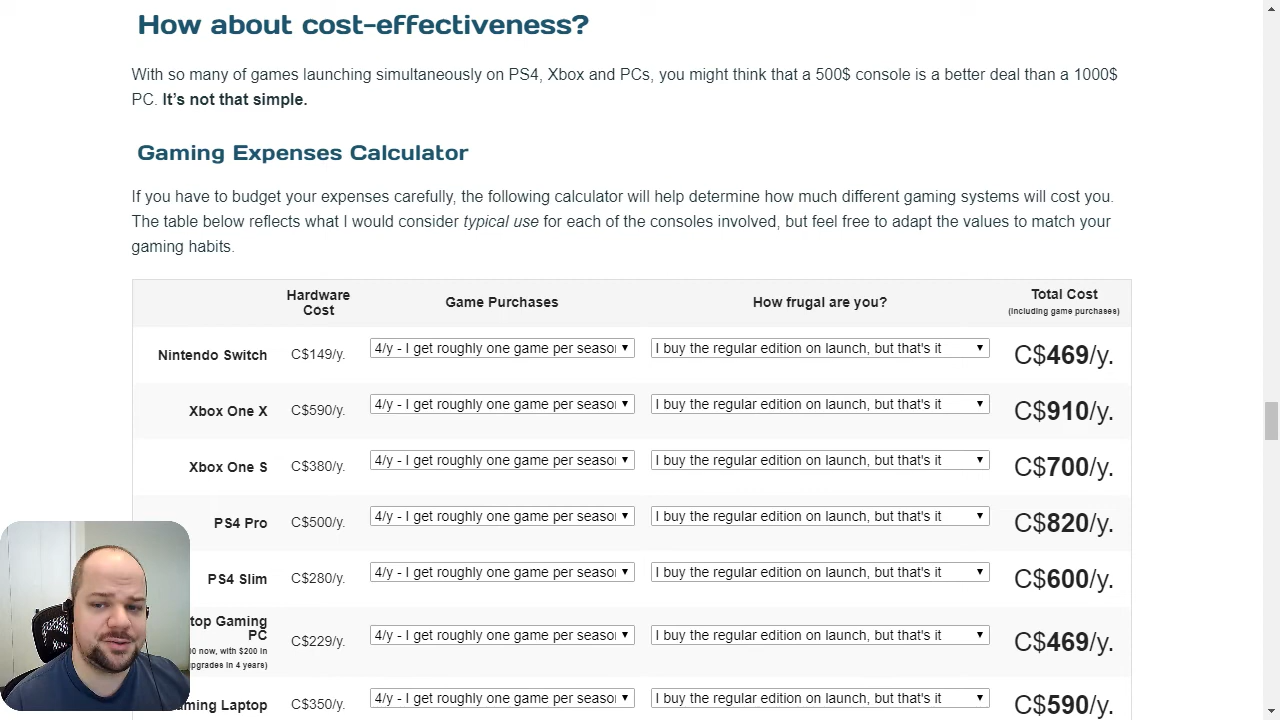 How about cost-effectiveness?
With so many of games launching simultaneously on PS4, Xbox and PCs, you might think that a 500$ console is a better deal than a 1000$
PC. It's not that simple.
Gaming Expenses Calculator
If you have to budget your expenses carefully, the following calculator will help determine how much different gaming systems will cost you.
The table below reflects what I would consider typical use for each of the consoles involved, but feel free to adapt the values to match your
gaming habits.
Hardware Cost Game Purchases How frugal are you? Total Cost (including game purchases)
Nintendo Switch C$149/y. 4/y - I get roughly one game per season I buy the regular edition on launch, but that's it C$469/y.
Xbox One X C$590/y. 4/y - I get roughly one game per season I buy the regular edition on launch, but that's it C$910/y.
Xbox One S C$380/y. 4/y - I get roughly one game per season I buy the regular edition on launch, but that's it C$700/y.
PS4 Pro C$500/y. 4/y - I get roughly one game per season I buy the regular edition on launch, but that's it C$820/y.
PS4 Slim C$280/y. 4/y - I get roughly one game per season I buy the regular edition on launch, but that's it C$600/y.
top Gaming PC 0 now, with $200 in pgrades in 4 years) C$229/y. 4/y - I get roughly one game per season I buy the regular edition on launch, but that's it C$469/y.
ming Laptop C$350/y. 4/y - I get roughly one game per season I buy the regular edition on launch, but that's it C$590/y.